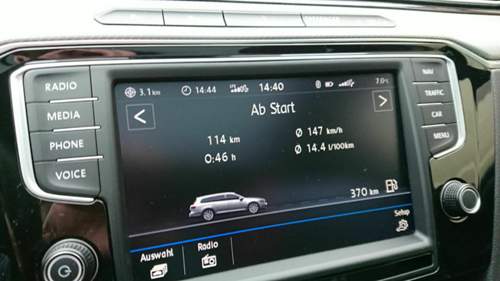 RADIO
MEDIA
PHONE
VOICE
NAV
TRAFFIC
CAR
MENU
3.1 km 14:44 14:40 7.0°C
Ab Start
114 km Ø 147 km/h
0:46 h Ø 14.4 l/100km
370 km
Auswahl Radio Setup